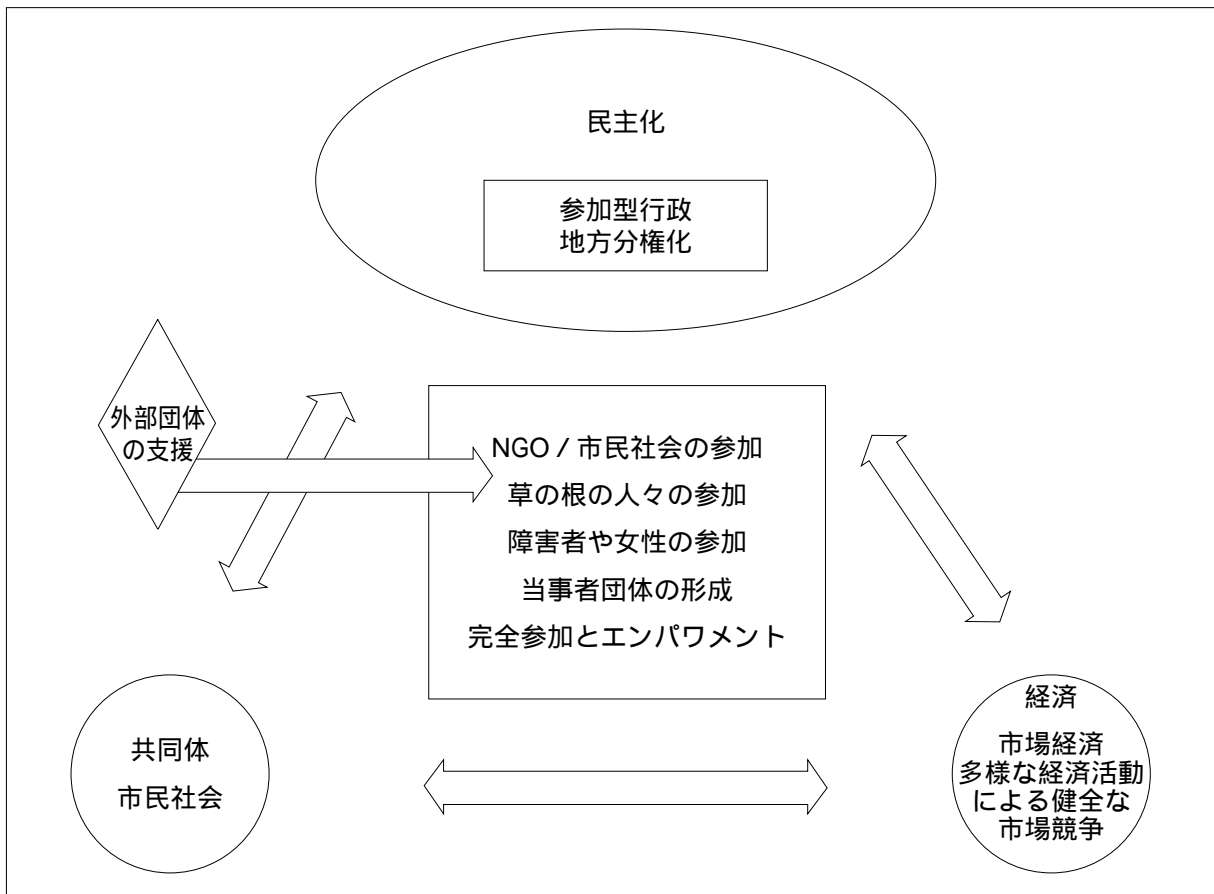 民主化
参加型行政
地方分権化
外部団体
の支援
NGO / 市民社会の参加
草の根の人々の参加
障害者や女性の参加
当事者団体の形成
完全参加とエンパワメント
共同体
市民社会
経済
市場経済
多様な経済活動
による健全な
市場競争